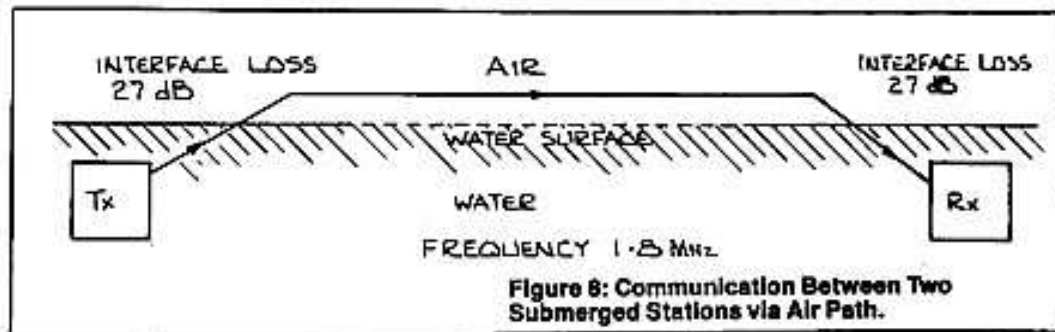 INTERFACE LOSS
27 dB
AIR
INTERFACE LOSS
27 dB
WATER SURFACE
Tx
WATER
Rx
FREQUENCY 1·8 MHz
Figure 8: Communication Between Two
Submerged Stations via Air Path.